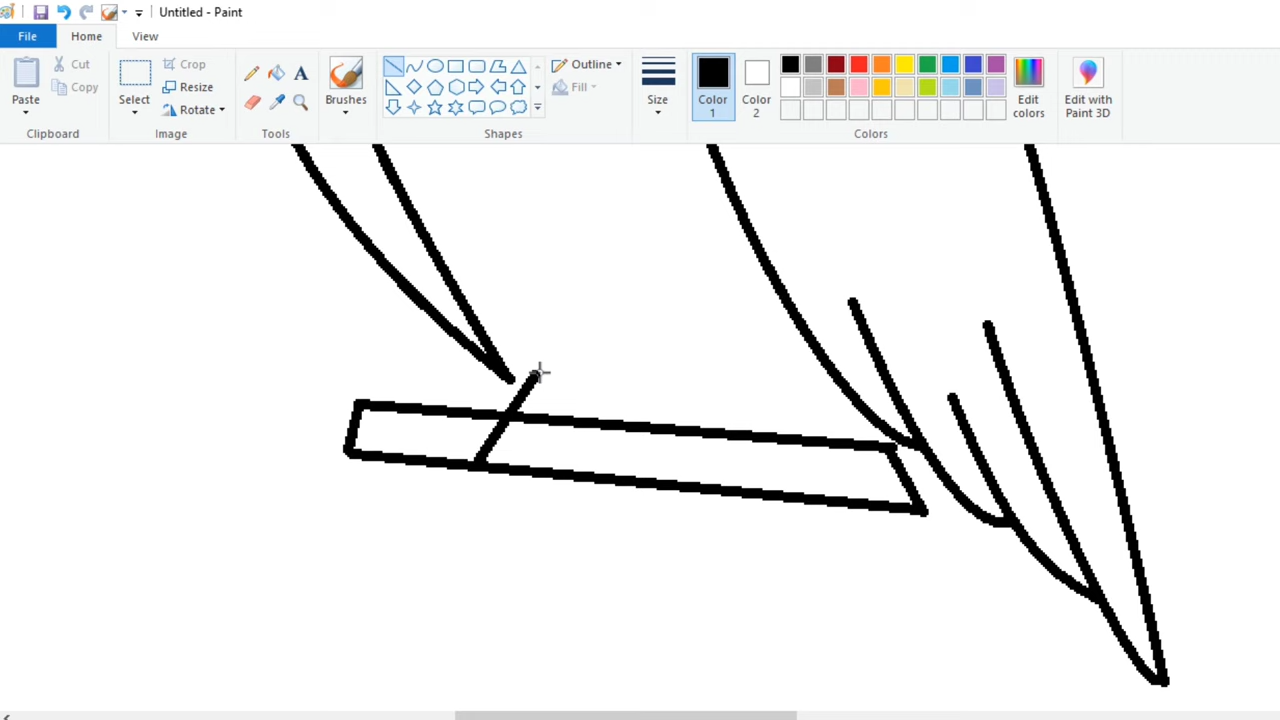 Untitled - Paint
File Home View
Paste Cut Copy
Select Crop Resize Rotate
A
Brushes
Outline Fill
Size
Color 1
Color 2
Edit colors
Edit with Paint 3D
Clipboard Image Tools Shapes Colors